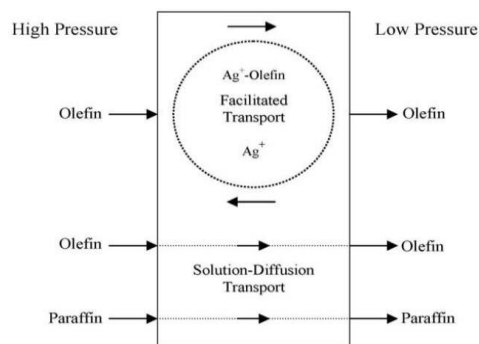 High Pressure
Low Pressure
Ag⁺-Olefin
Facilitated
Transport
Olefin
Olefin
Ag⁺
Olefin
Olefin
Solution-Diffusion
Transport
Paraffin
Paraffin